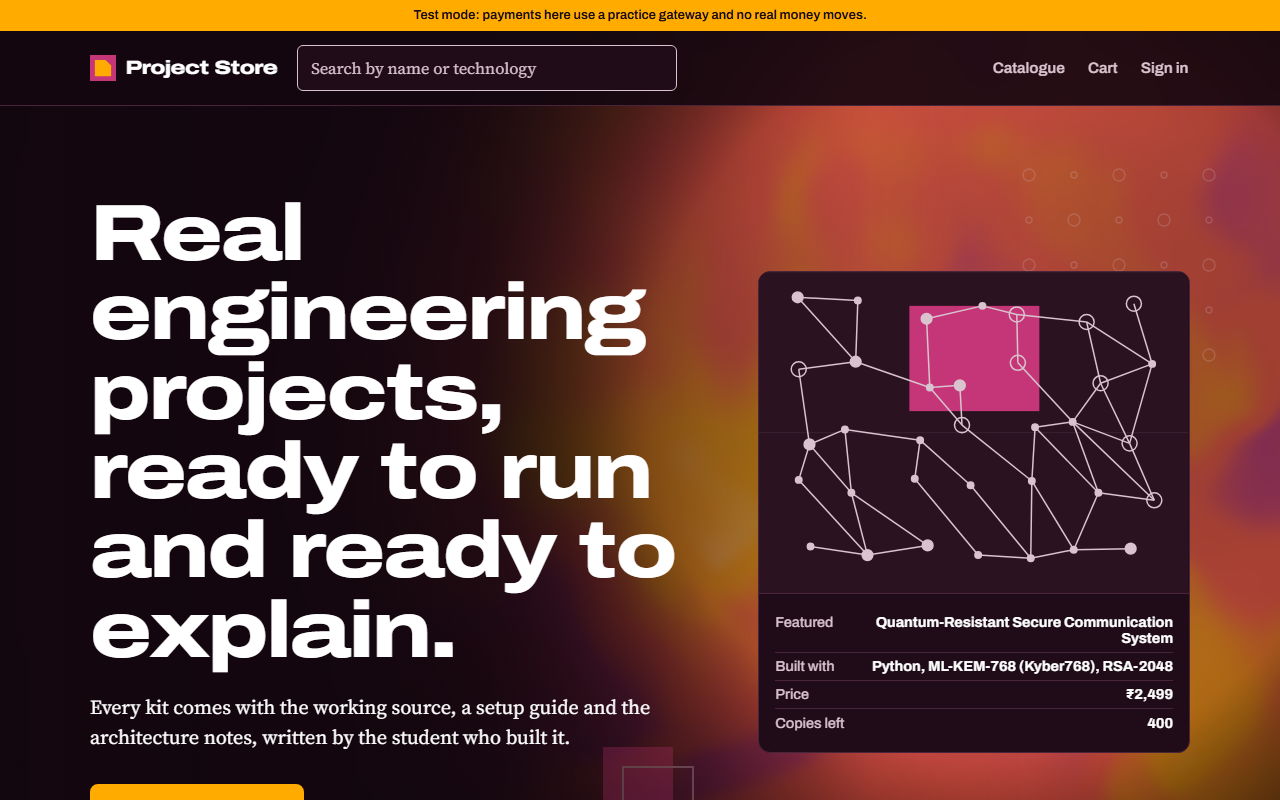 Test mode: payments here use a practice gateway and no real money moves.
Project Store
Search by name or technology
Catalogue
Cart
Sign in
Real
engineering
projects,
ready to run
and ready to
explain.
Every kit comes with the working source, a setup guide and the
architecture notes, written by the student who built it.
Featured
Quantum-Resistant Secure Communication
System
Built with
Python, ML-KEM-768 (Kyber768), RSA-2048
Price
₹2,499
Copies left
400